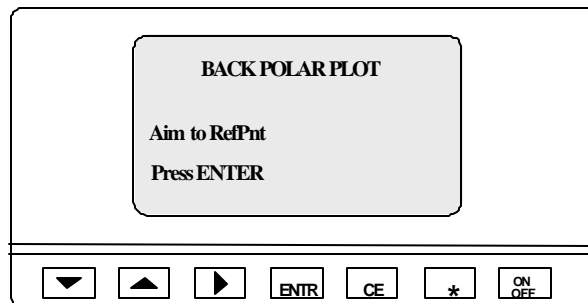 BACK POLAR PLOT
Aim to RefPnt
Press ENTER
ENTR CE * ON
OFF